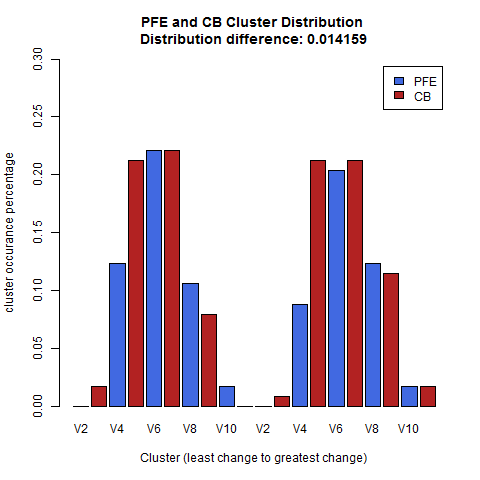 PFE and CB Cluster Distribution
Distribution difference: 0.014159
PFE
CB
cluster occurance percentage
0.30
0.25
0.20
0.15
0.10
0.05
0.00
V2 V4 V6 V8 V10 V2 V4 V6 V8 V10
Cluster (least change to greatest change)